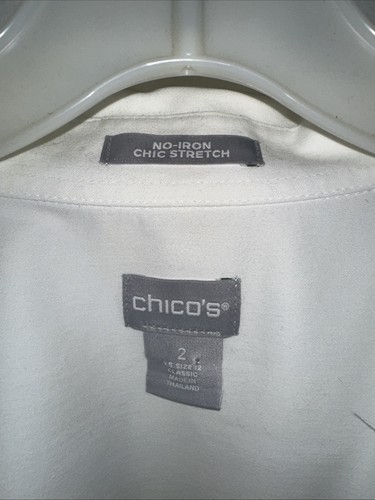 NO-IRON
CHIC STRETCH
chico's®
2
US SIZE 12
CLASSIC
MADE IN
THAILAND